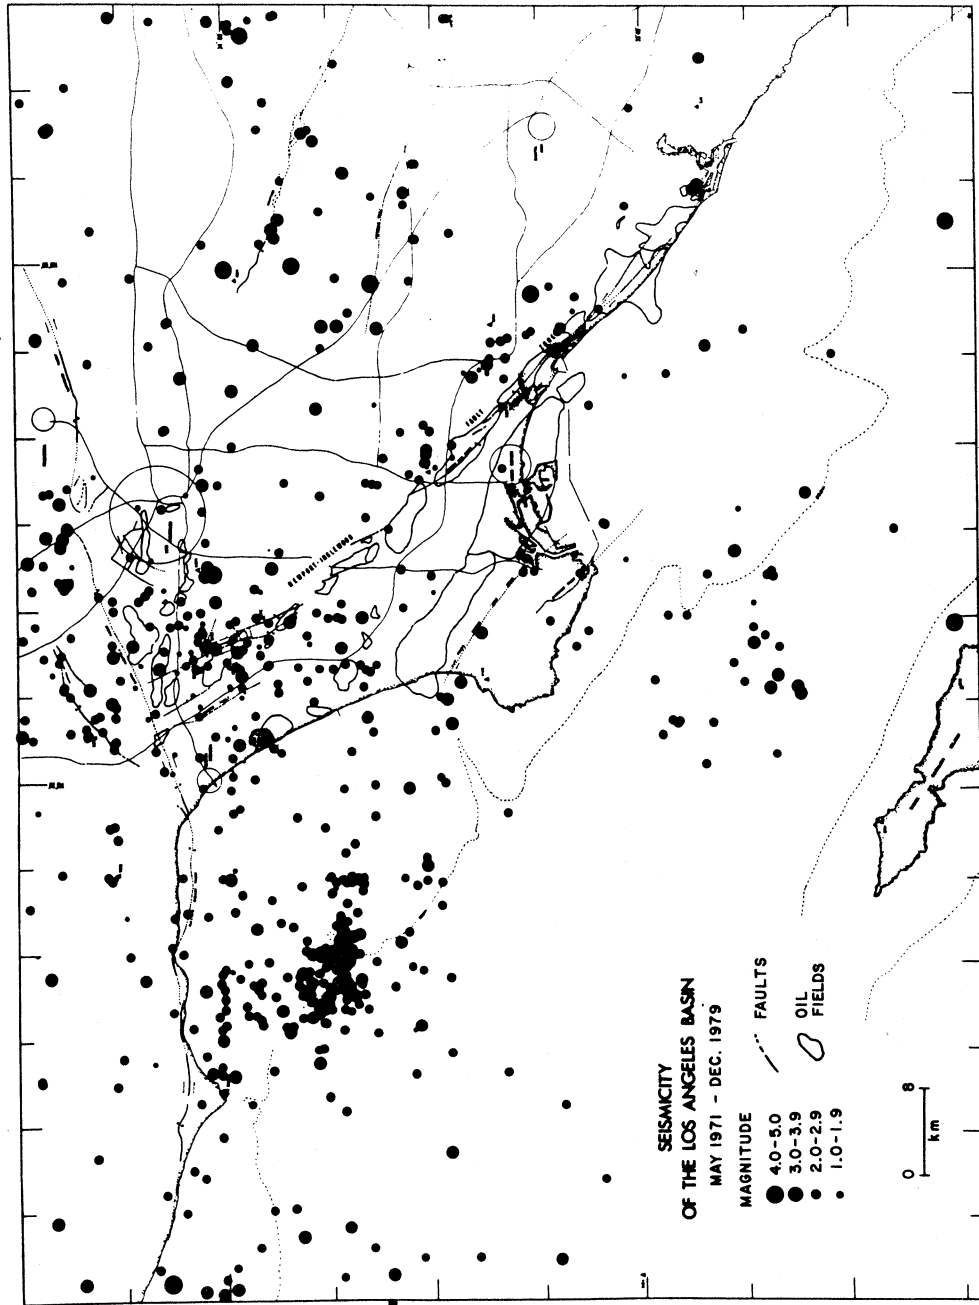 SEISMICITY
OF THE LOS ANGELES BASIN
MAY 1971 - DEC. 1979
MAGNITUDE
4.0-5.0
3.0-3.9
2.0-2.9
1.0-1.9
FAULTS
OIL
FIELDS
0 8
km
NEWPORT-INGLEWOOD
FAULT